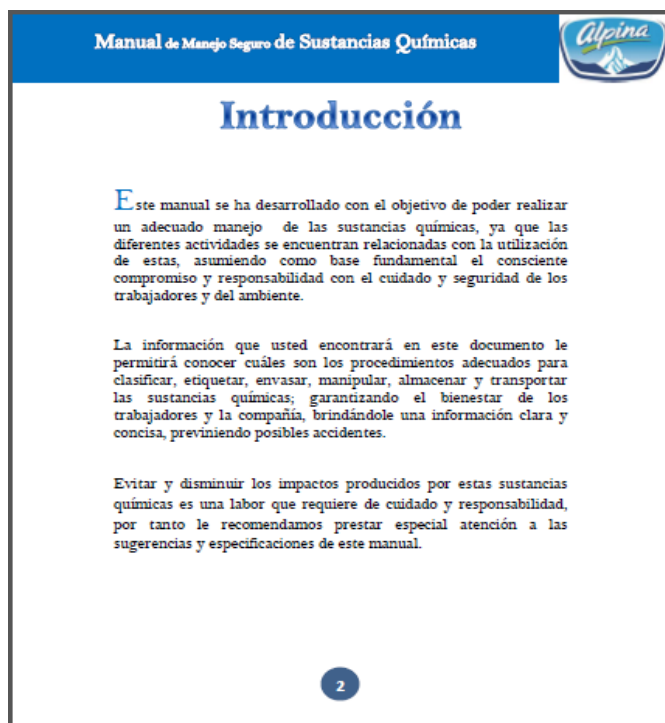 Manual de Manejo Seguro de Sustancias Químicas
alpina
Introducción
Este manual se ha desarrollado con el objetivo de poder realizar
un adecuado manejo de las sustancias químicas, ya que las
diferentes actividades se encuentran relacionadas con la utilización
de estas, asumiendo como base fundamental el consciente
compromiso y responsabilidad con el cuidado y seguridad de los
trabajadores y del ambiente.
La información que usted encontrará en este documento le
permitirá conocer cuáles son los procedimientos adecuados para
clasificar, etiquetar, envasar, manipular, almacenar y transportar
las sustancias químicas; garantizando el bienestar de los
trabajadores y la compañía, brindándole una información clara y
concisa, previniendo posibles accidentes.
Evitar y disminuir los impactos producidos por estas sustancias
químicas es una labor que requiere de cuidado y responsabilidad,
por tanto le recomendamos prestar especial atención a las
sugerencias y especificaciones de este manual.
2